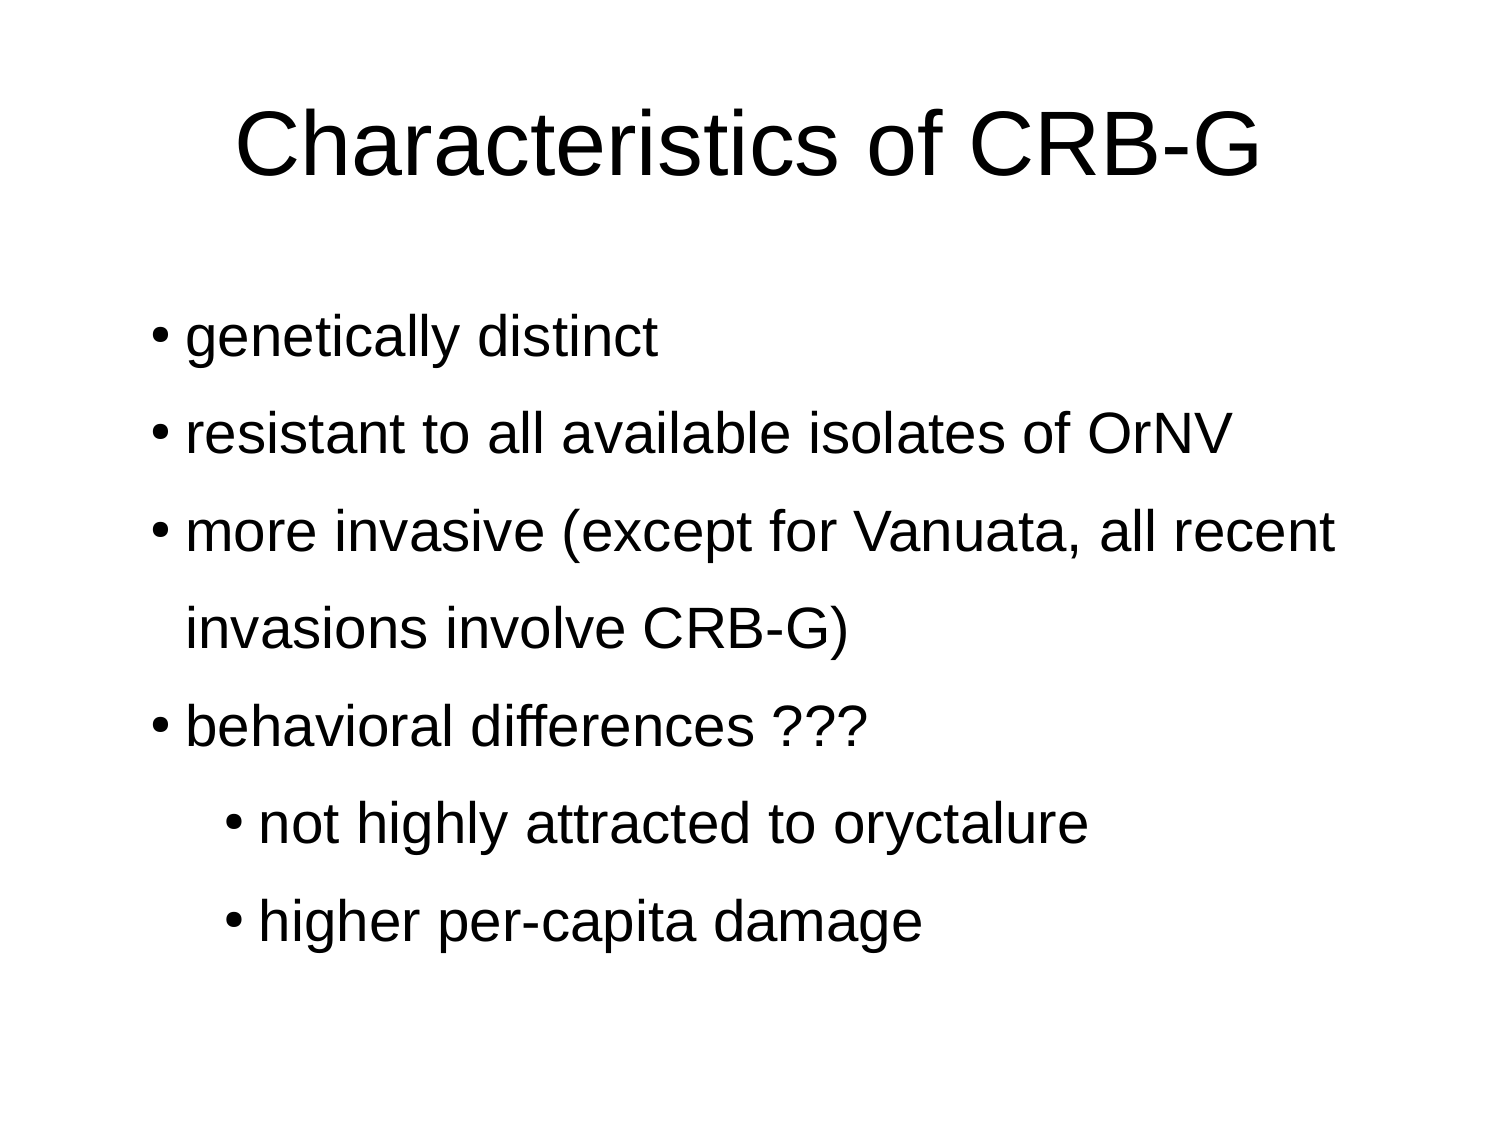 Characteristics of CRB-G
• genetically distinct
• resistant to all available isolates of OrNV
• more invasive (except for Vanuata, all recent
invasions involve CRB-G)
• behavioral differences ???
• not highly attracted to oryctalure
• higher per-capita damage